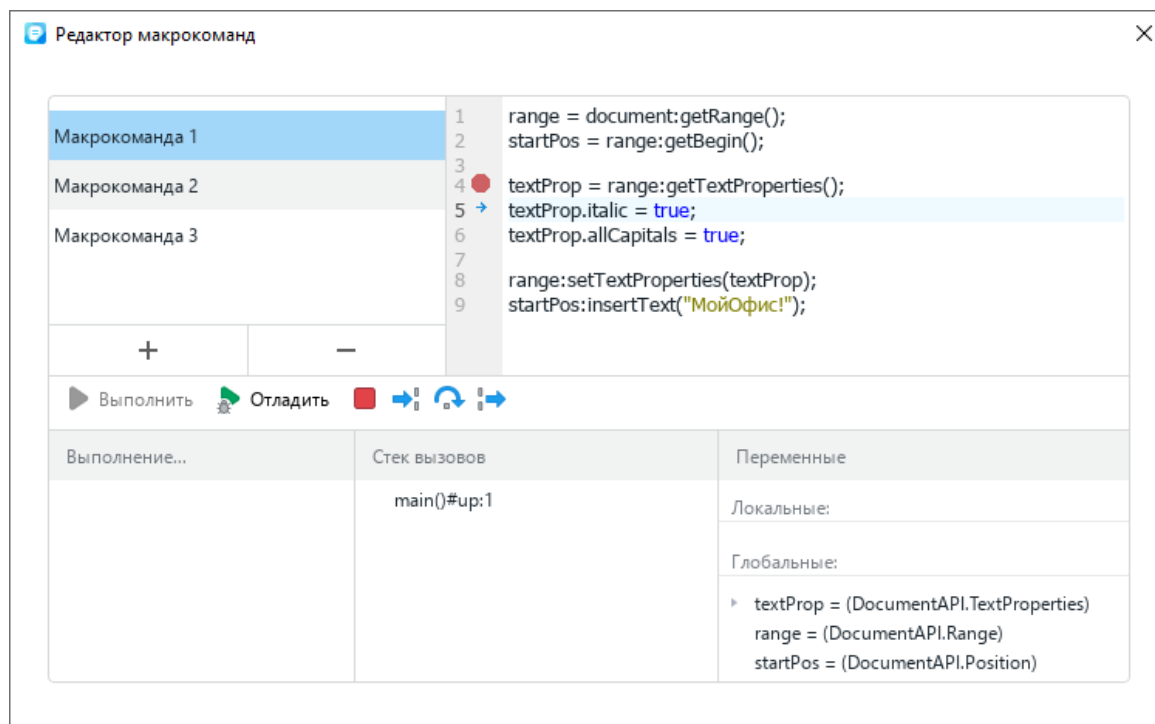 Редактор макрокоманд
Макрокоманда 1
Макрокоманда 2
Макрокоманда 3
1 range = document:getRange();
2 startPos = range:getBegin();
3
4 textProp = range:getTextProperties();
5 textProp.italic = true;
6 textProp.allCapitals = true;
7
8 range:setTextProperties(textProp);
9 startPos:insertText("МойОфис!");
Выполнить Отладить
Выполнение...
Стек вызовов
main()#up:1
Переменные
Локальные:
Глобальные:
textProp = (DocumentAPI.TextProperties)
range = (DocumentAPI.Range)
startPos = (DocumentAPI.Position)